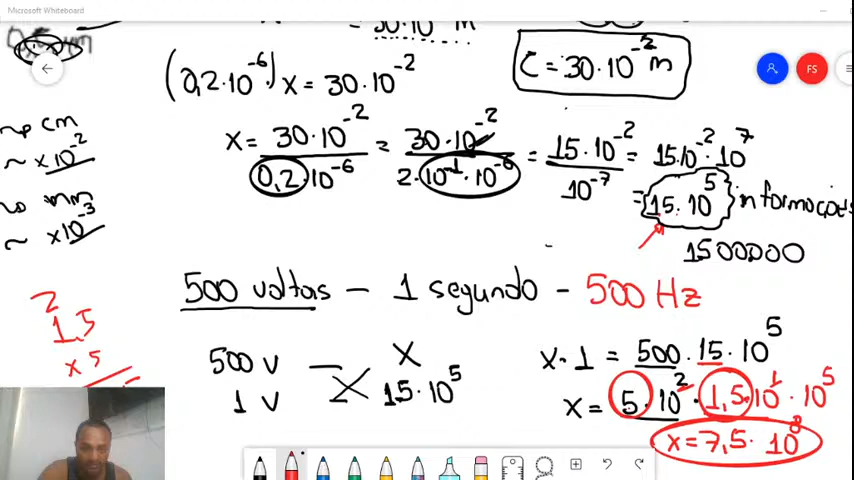 Microsoft Whiteboard
30·10 m
(0,2·10⁻⁶)·x = 30·10⁻²
C = 30·10⁻² m
FS
cm
~ x10⁻²
mm
~ x10⁻³
x = 30·10⁻² / 0,2·10⁻⁶ = 30·10⁻² / 2·10⁻¹·10⁻⁶ = 15·10⁻² / 10⁻⁷ = 15·10⁻²·10⁷
= 15·10⁵ informações
1500000
500 voltas — 1 segundo - 500 Hz
2
1,5
x 5
500 v — x
1 v — 15·10⁵
x·1 = 500·15·10⁵
x = 5·10²·1,5·10¹·10⁵
x = 7,5·10⁸